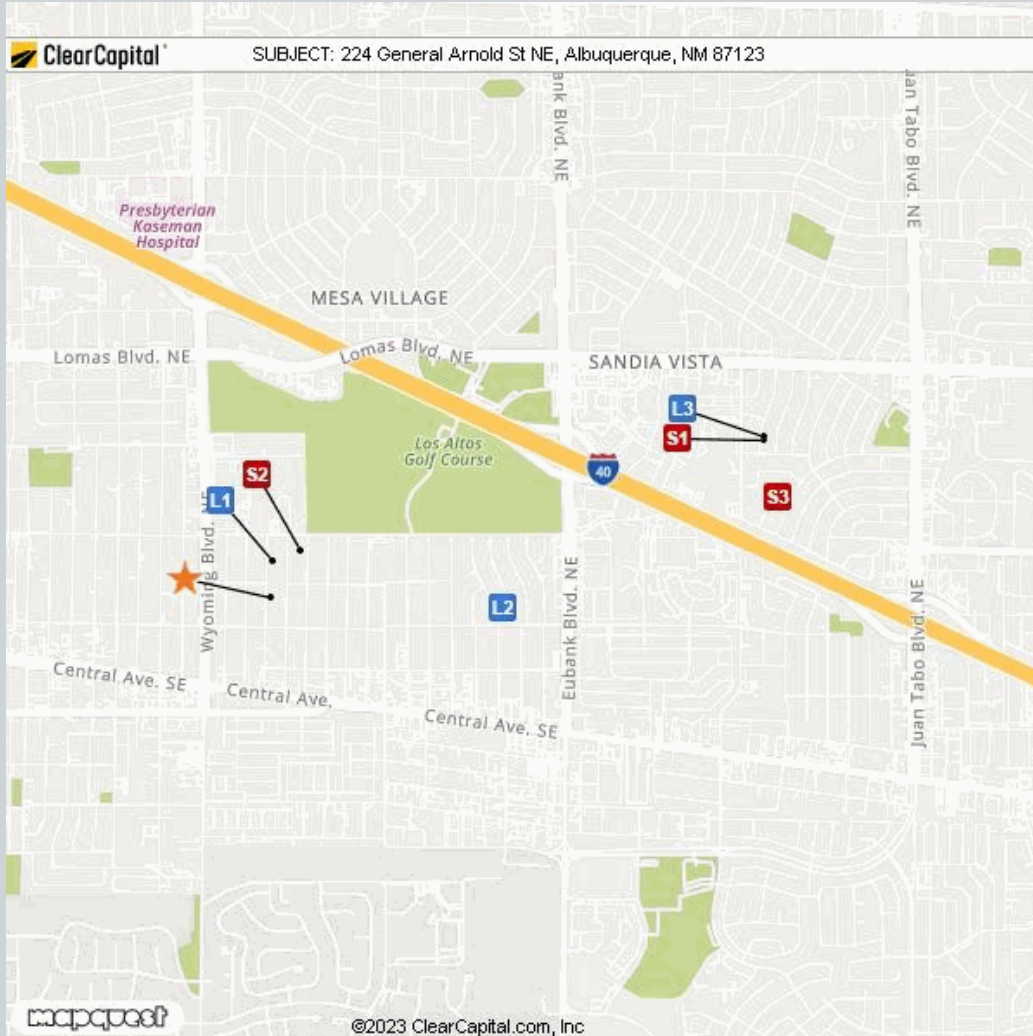 ClearCapital
SUBJECT: 224 General Arnold St NE, Albuquerque, NM 87123
ank Blvd. NE
uan Tabo Blvd. NE
Presbyterian
Kaseman
Hospital
MESA VILLAGE
Lomas Blvd. NE
Lomas Blvd. NE
SANDIA VISTA
L3
S1
Los Altos
Golf Course
40
S2
S3
L1
Wyoming Blvd. NE
L2
Eubank Blvd. NE
Juan Tabo Blvd. NE
Central Ave. SE
Central Ave.
Central Ave. SE
mapquest
©2023 ClearCapital.com, Inc